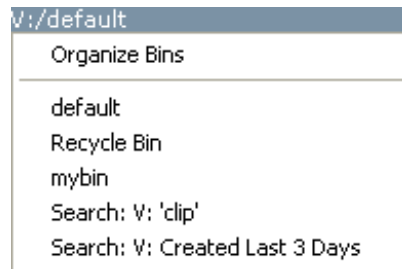 V:/default
Organize Bins
default
Recycle Bin
mybin
Search: V: 'clip'
Search: V: Created Last 3 Days